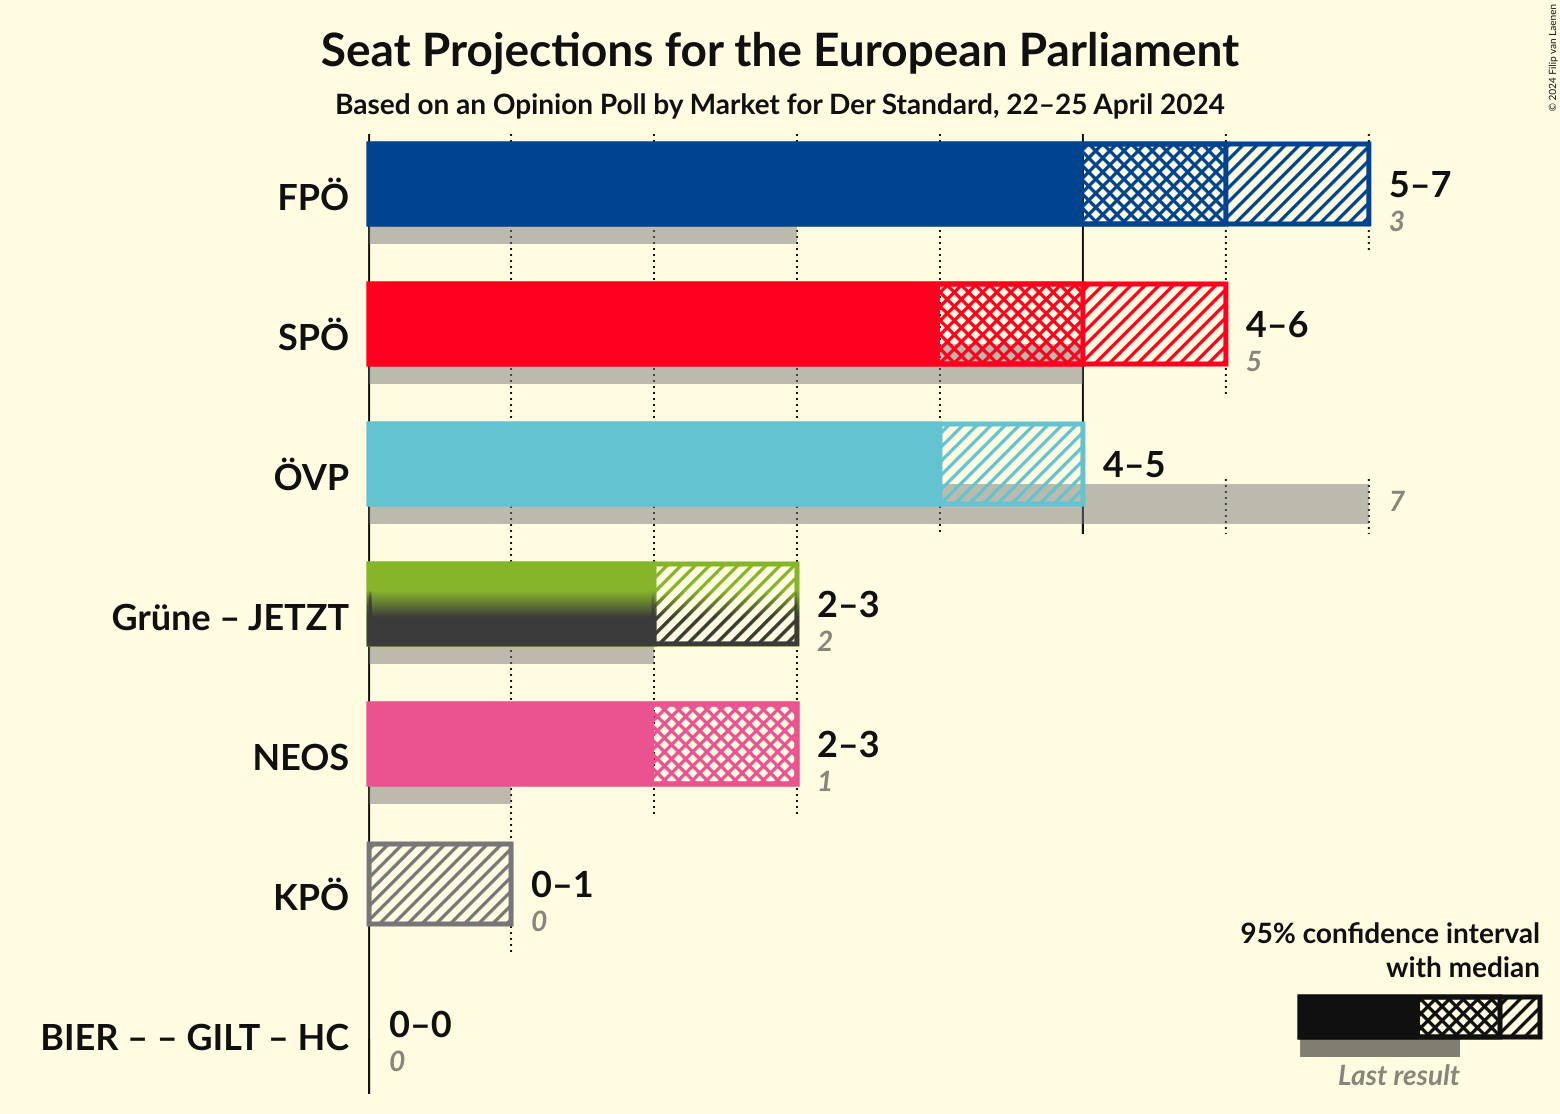 Seat Projections for the European Parliament
Based on an Opinion Poll by Market for Der Standard, 22–25 April 2024
© 2024 Filip van Laenen
FPÖ
5–7
3
SPÖ
4–6
5
ÖVP
4–5
7
Grüne – JETZT
2–3
2
NEOS
2–3
1
KPÖ
0–1
0
BIER – – GILT – HC
0–0
0
95% confidence interval
with median
Last result